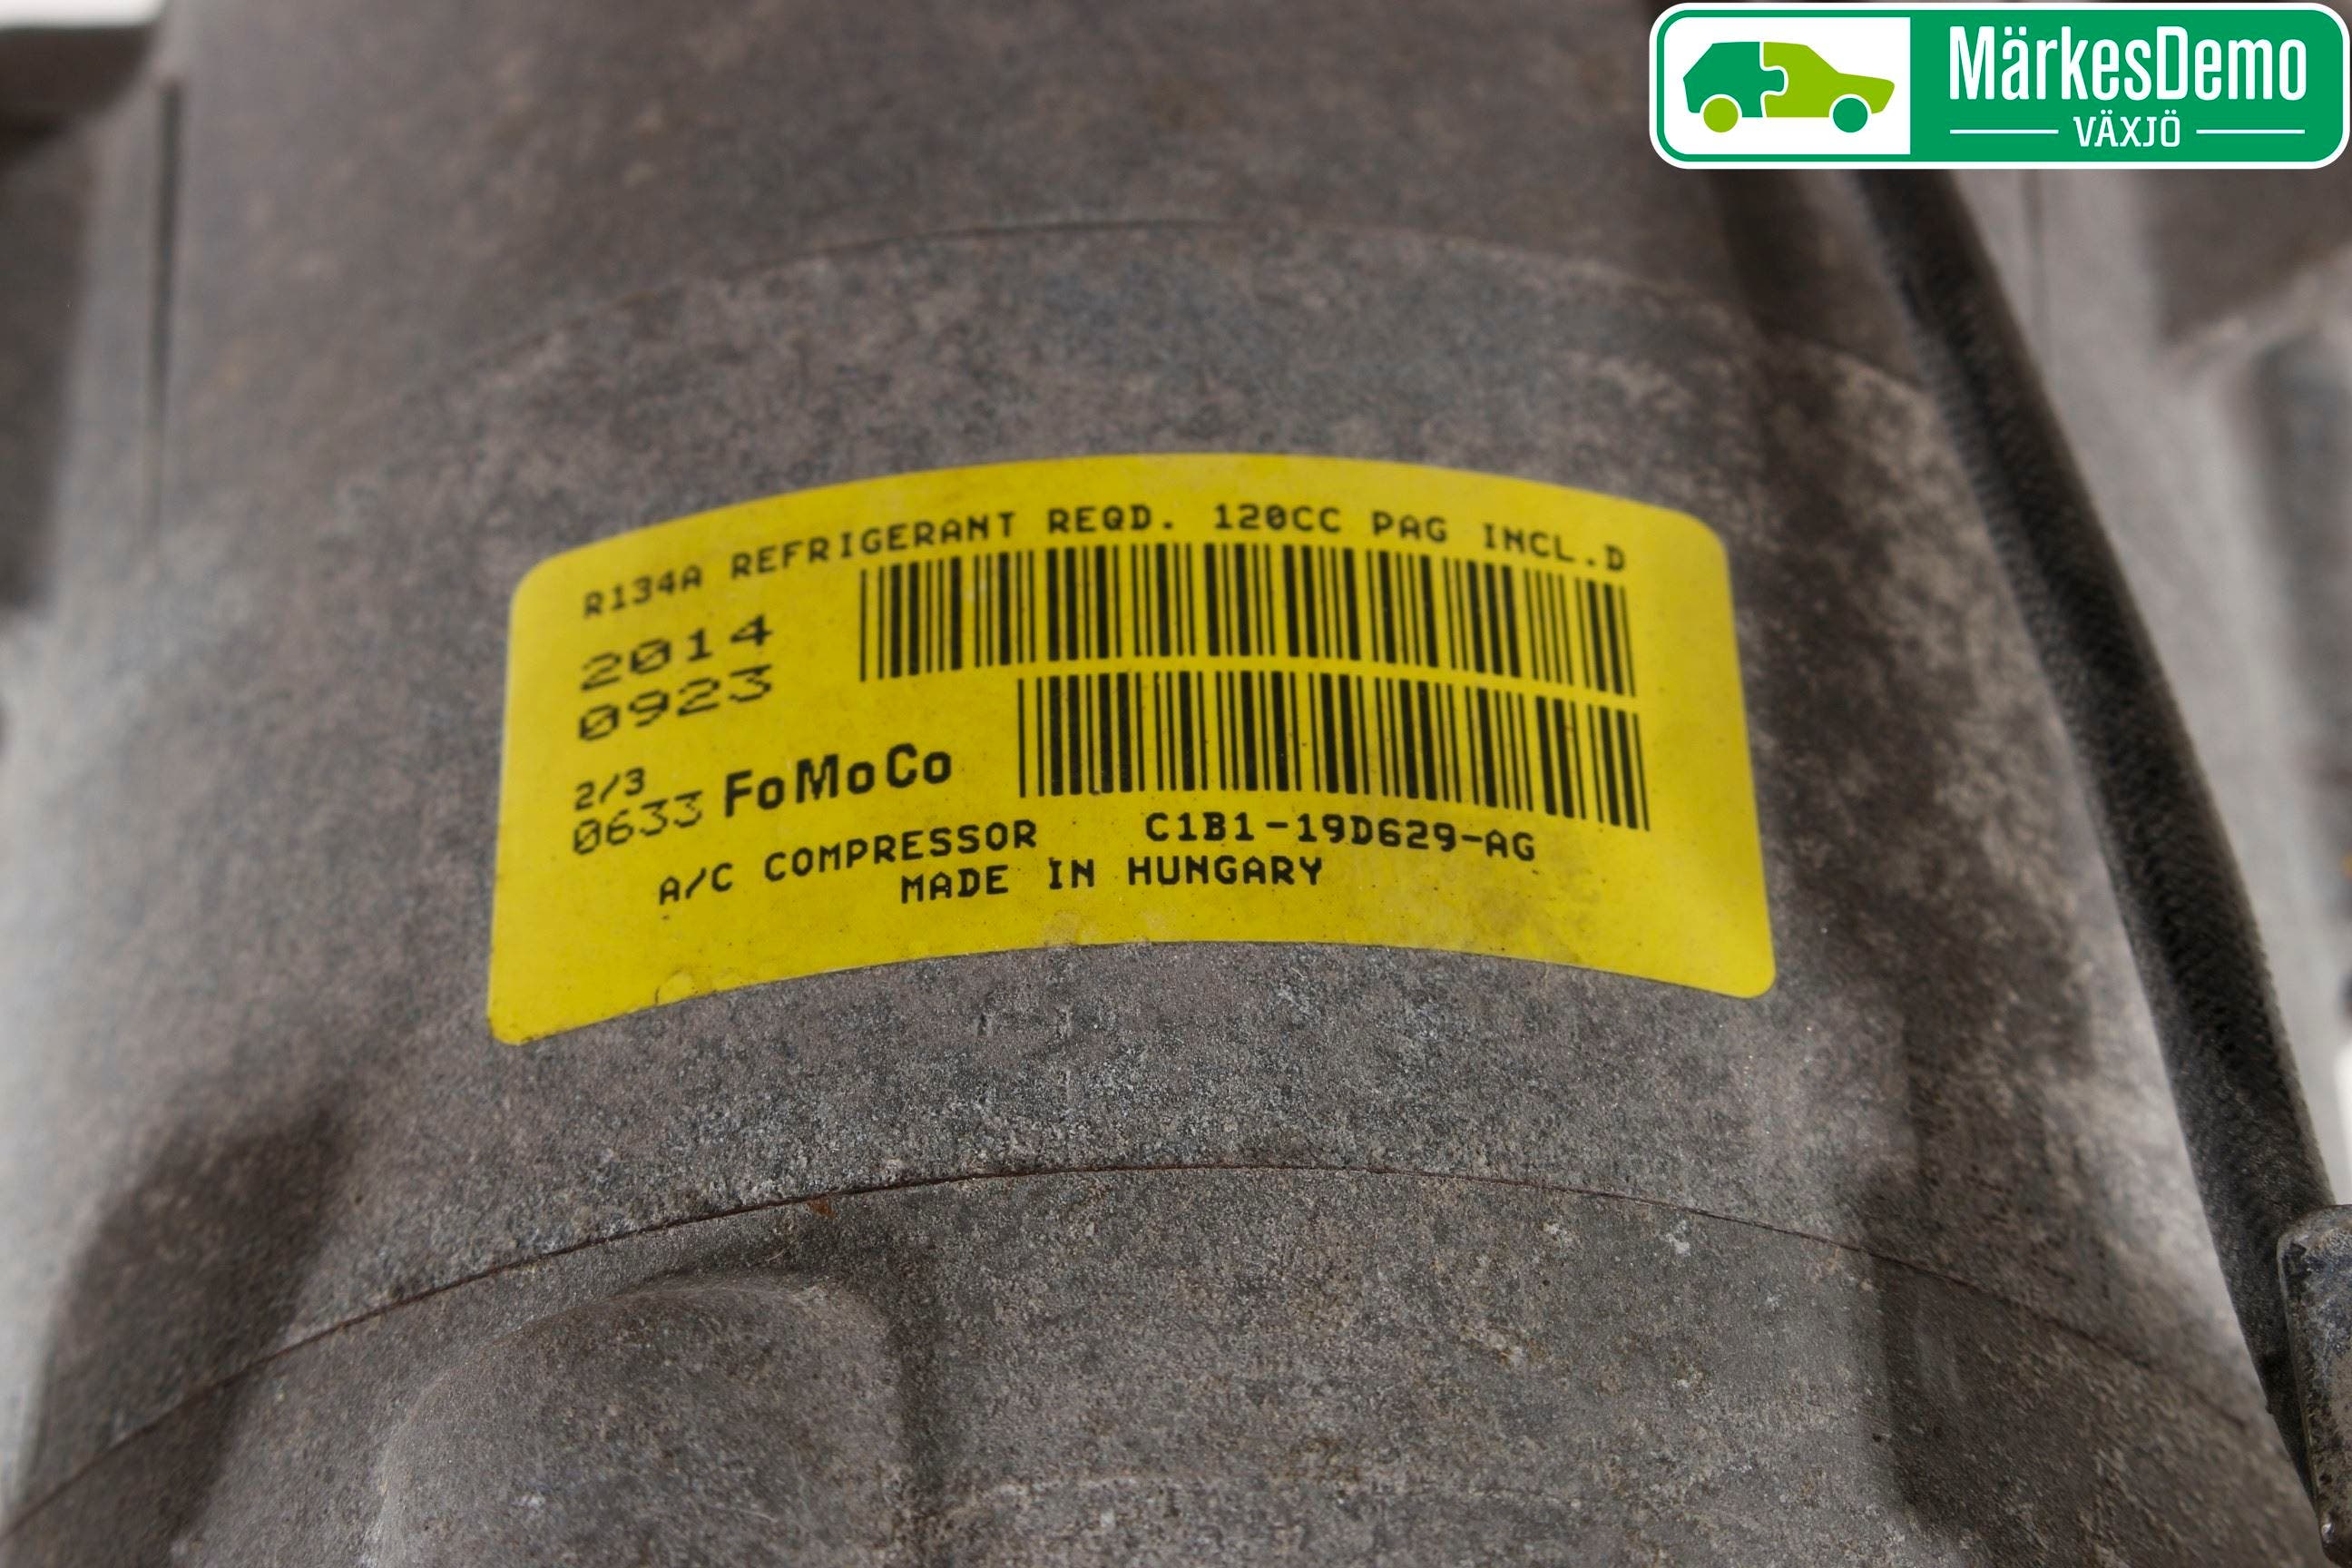 MärkesDemo
VÄXJÖ
R134A REFRIGERANT REQD. 120CC PAG INCL.D
2014
0923
2/3
0633 FoMoCo
A/C COMPRESSOR C1B1-19D629-AG
MADE IN HUNGARY